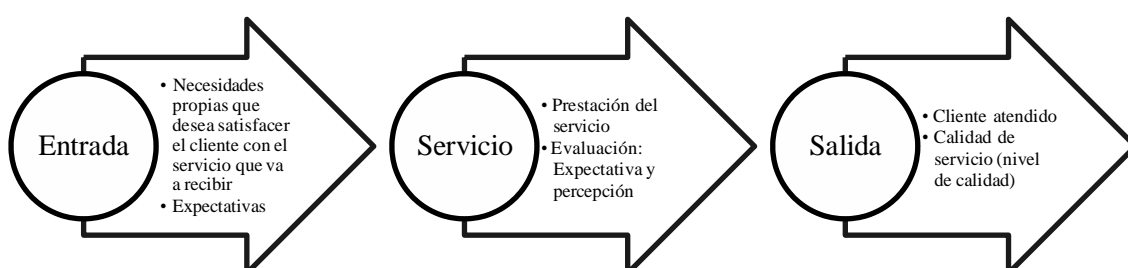 Entrada
• Necesidades
propias que
desea satisfacer
el cliente con el
servicio que va
a recibir
• Expectativas
Servicio
• Prestación del
servicio
• Evaluación:
Expectativa y
percepción
Salida
• Cliente atendido
• Calidad de
servicio (nivel
de calidad)